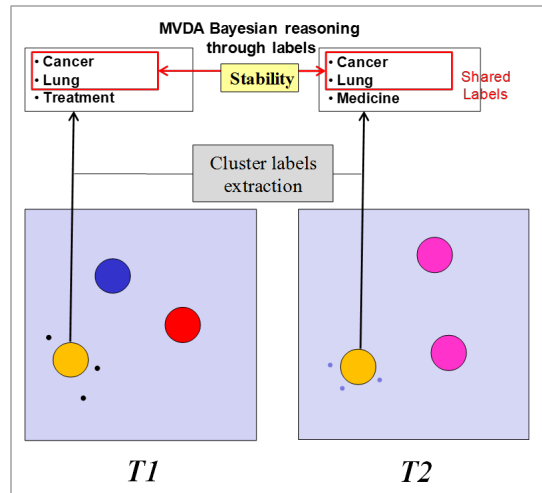 MVDA Bayesian reasoning
through labels
• Cancer
• Lung
• Treatment
Stability
• Cancer
• Lung
• Medicine
Shared
Labels
Cluster labels
extraction
T1
T2